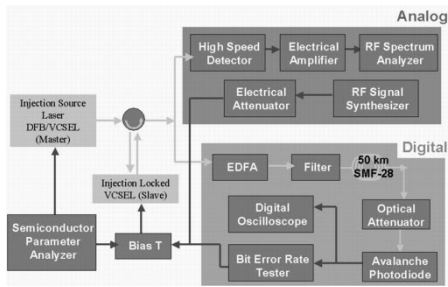 Analog
High Speed
Detector
Electrical
Amplifier
RF Spectrum
Analyzer
Electrical
Attenuator
RF Signal
Synthesizer
Injection Source
Laser
DFB/VCSEL
(Master)
Injection Locked
VCSEL (Slave)
Semiconductor
Parameter
Analyzer
Bias T
Digital
EDFA
Filter
50 km
SMF-28
Digital
Oscilloscope
Optical
Attenuator
Bit Error Rate
Tester
Avalanche
Photodiode